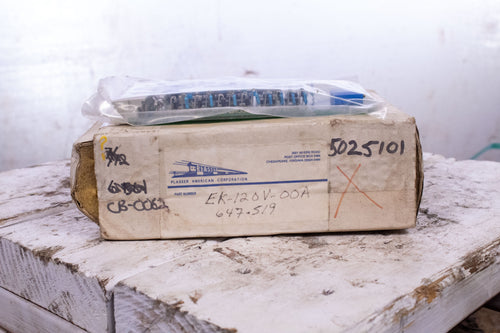 5025101
2001 MYERS ROAD
POST OFFICE BOX 5464
CHESAPEAKE, VIRGINIA 23324-0464
PLASSER AMERICAN CORPORATION
PART NUMBER
EK-120V-00A
647-519
CB-0062